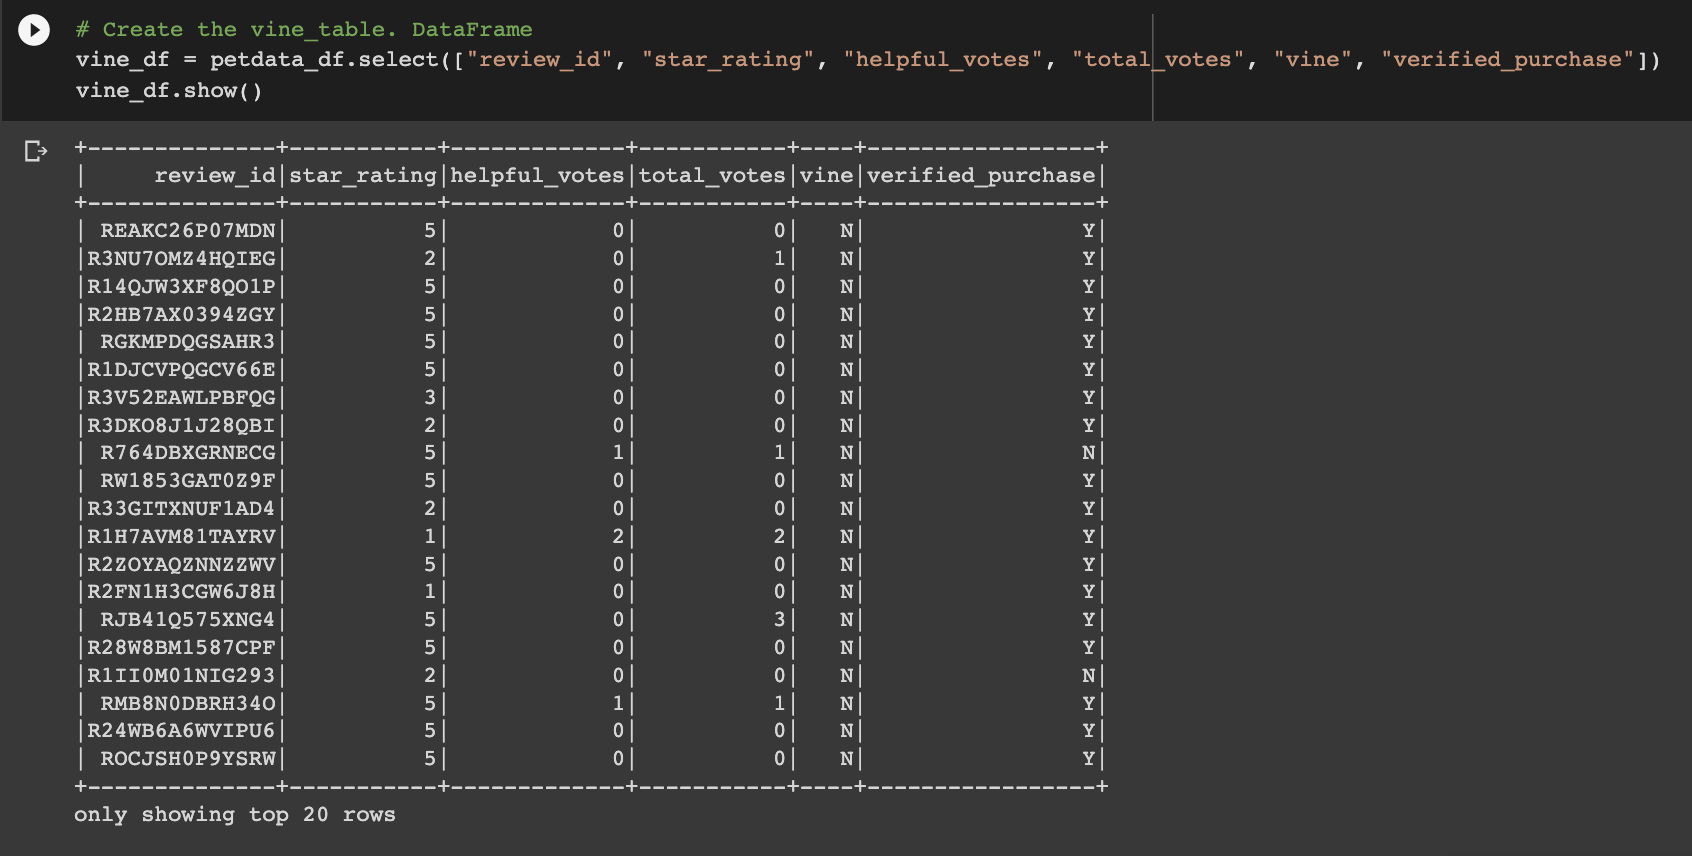 # Create the vine_table. DataFrame
vine_df = petdata_df.select(["review_id", "star_rating", "helpful_votes", "total_votes", "vine", "verified_purchase"])
vine_df.show()
+--------------+-----------+-------------+-----------+----+-----------------+
|     review_id|star_rating|helpful_votes|total_votes|vine|verified_purchase|
+--------------+-----------+-------------+-----------+----+-----------------+
| REAKC26P07MDN|          5|            0|          0|   N|                Y|
|R3NU7OMZ4HQIEG|          2|            0|          1|   N|                Y|
|R14QJW3XF8QO1P|          5|            0|          0|   N|                Y|
|R2HB7AX0394ZGY|          5|            0|          0|   N|                Y|
| RGKMPDQGSAHR3|          5|            0|          0|   N|                Y|
|R1DJCVPQGCV66E|          5|            0|          0|   N|                Y|
|R3V52EAWLPBFQG|          3|            0|          0|   N|                Y|
|R3DKO8J1J28QBI|          2|            0|          0|   N|                Y|
| R764DBXGRNECG|          5|            1|          1|   N|                N|
| RW1853GAT0Z9F|          5|            0|          0|   N|                Y|
|R33GITXNUF1AD4|          2|            0|          0|   N|                Y|
|R1H7AVM81TAYRV|          1|            2|          2|   N|                Y|
|R2ZOYAQZNNZZWV|          5|            0|          0|   N|                Y|
|R2FN1H3CGW6J8H|          1|            0|          0|   N|                Y|
| RJB41Q575XNG4|          5|            0|          3|   N|                Y|
|R28W8BM1587CPF|          5|            0|          0|   N|                Y|
|R1II0M01NIG293|          2|            0|          0|   N|                N|
| RMB8N0DBRH34O|          5|            1|          1|   N|                Y|
|R24WB6A6WVIPU6|          5|            0|          0|   N|                Y|
| ROCJSH0P9YSRW|          5|            0|          0|   N|                Y|
+--------------+-----------+-------------+-----------+----+-----------------+
only showing top 20 rows